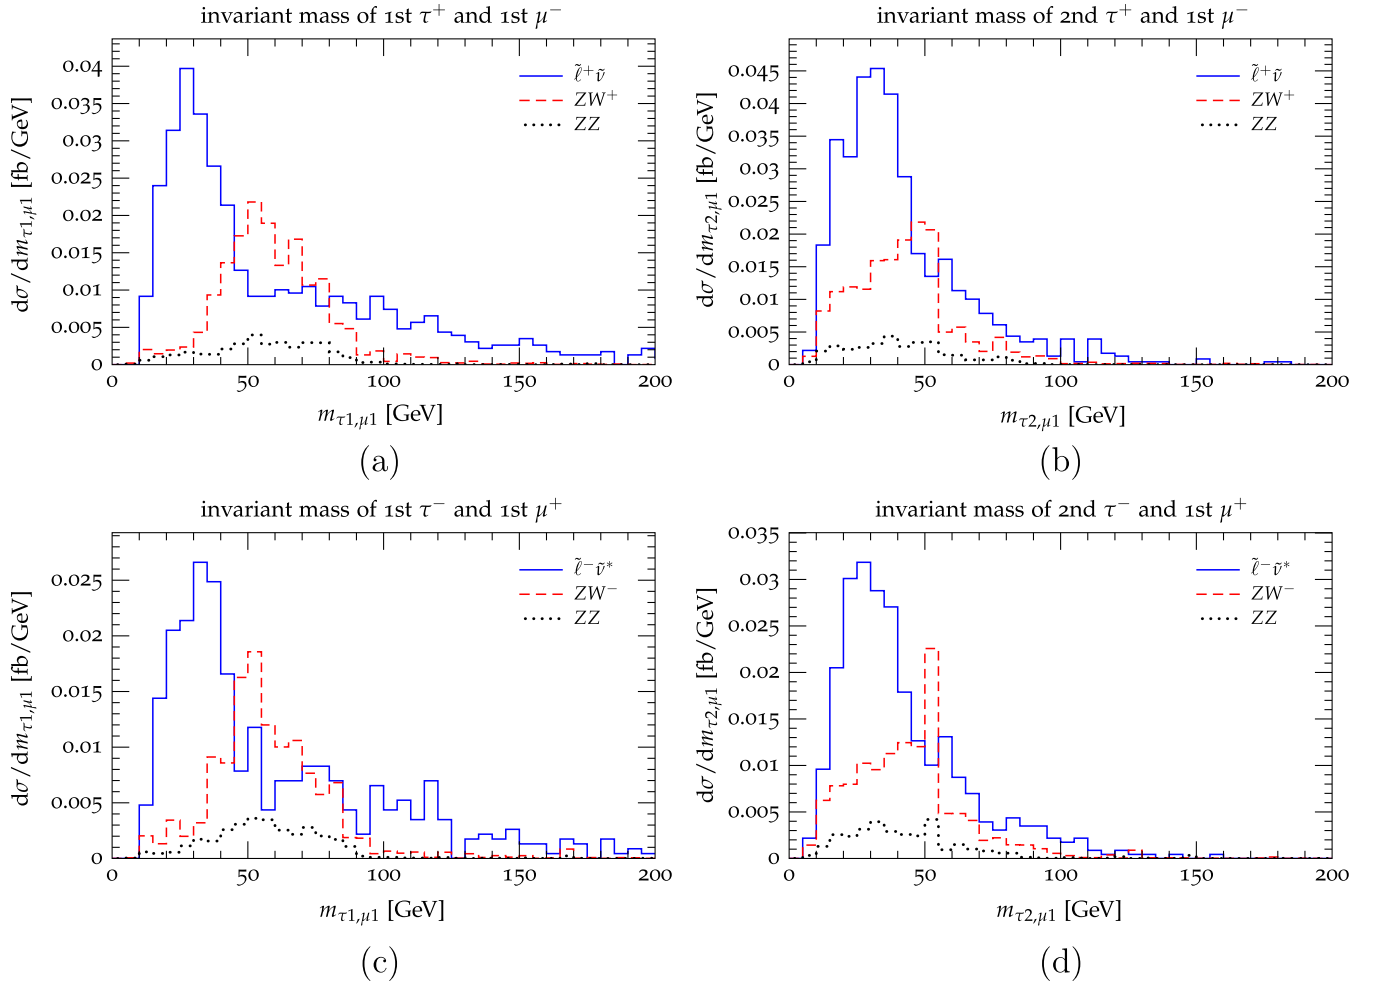 invariant mass of 1st τ⁺ and 1st μ⁻
dσ/dm_{τ1,μ1} [fb/GeV]
0.04
0.035
0.03
0.025
0.02
0.015
0.01
0.005
0
ℓ̃⁺ν̃
ZW⁺
ZZ
0 50 100 150 200
m_{τ1,μ1} [GeV]
(a)
invariant mass of 2nd τ⁺ and 1st μ⁻
dσ/dm_{τ2,μ1} [fb/GeV]
0.045
0.04
0.035
0.03
0.025
0.02
0.015
0.01
0.005
0
ℓ̃⁺ν̃
ZW⁺
ZZ
0 50 100 150 200
m_{τ2,μ1} [GeV]
(b)
invariant mass of 1st τ⁻ and 1st μ⁺
dσ/dm_{τ1,μ1} [fb/GeV]
0.025
0.02
0.015
0.01
0.005
0
ℓ̃⁻ν̃*
ZW⁻
ZZ
0 50 100 150 200
m_{τ1,μ1} [GeV]
(c)
invariant mass of 2nd τ⁻ and 1st μ⁺
dσ/dm_{τ2,μ1} [fb/GeV]
0.035
0.03
0.025
0.02
0.015
0.01
0.005
0
ℓ̃⁻ν̃*
ZW⁻
ZZ
0 50 100 150 200
m_{τ2,μ1} [GeV]
(d)